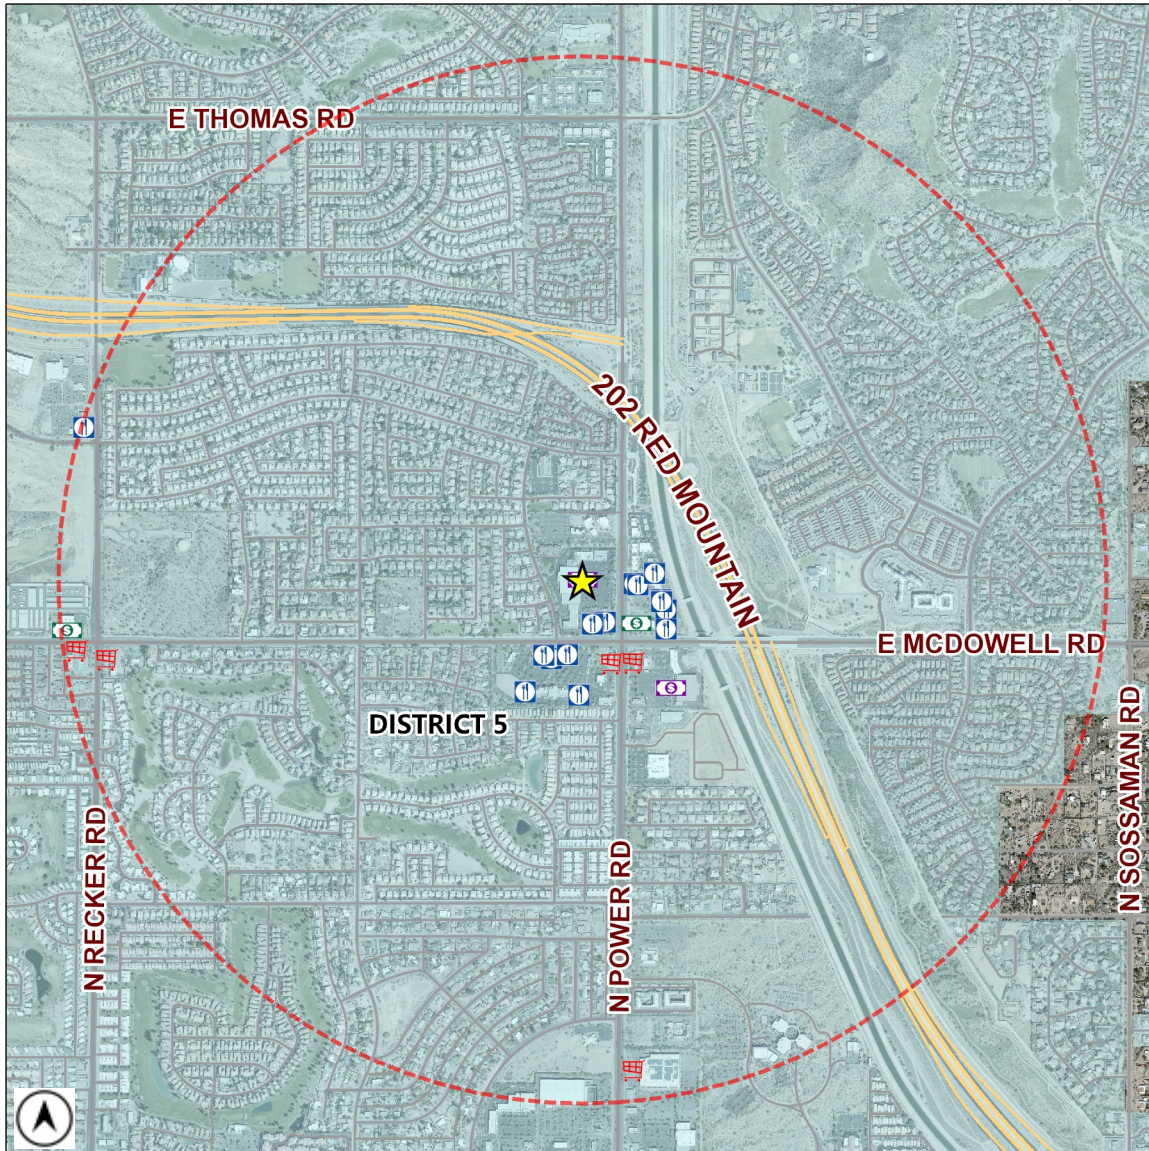 E THOMAS RD
202 RED MOUNTAIN
E MCDOWELL RD
DISTRICT 5
N RECKER RD
N POWER RD
N SOSSAMAN RD